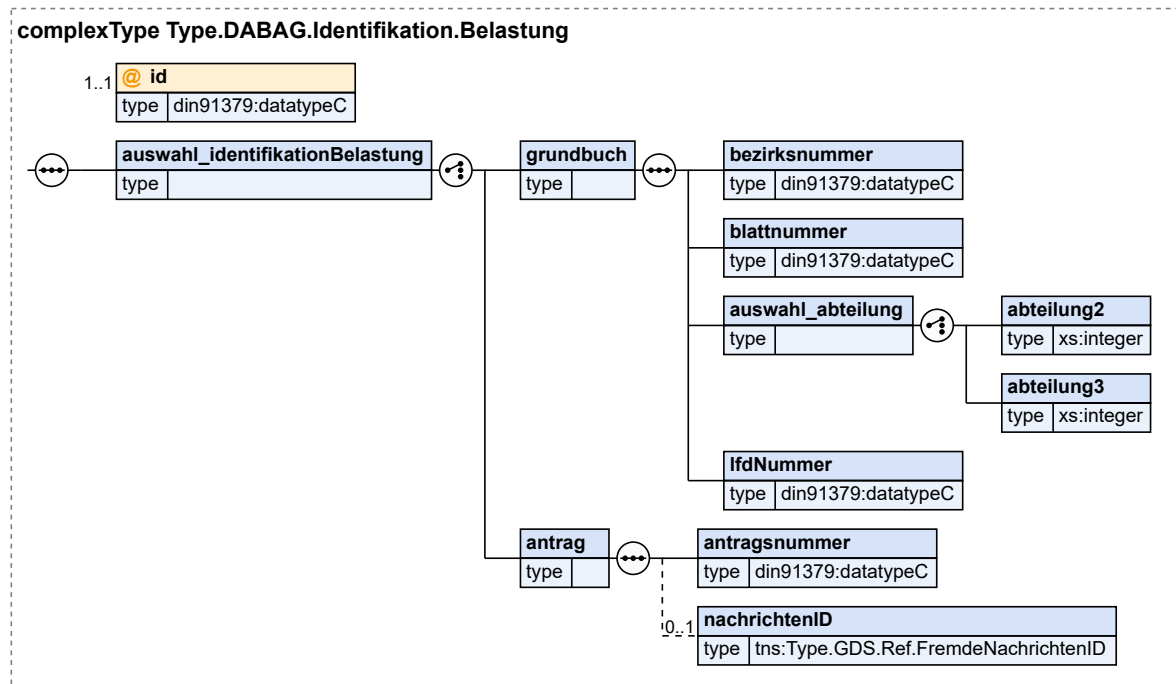 complexType Type.DABAG.Identifikation.Belastung
1..1
@ id
type din91379:datatypeC
auswahl_identifikationBelastung
type
grundbuch
type
bezirksnummer
type din91379:datatypeC
blattnummer
type din91379:datatypeC
auswahl_abteilung
type
abteilung2
type xs:integer
abteilung3
type xs:integer
lfdNummer
type din91379:datatypeC
antrag
type
antragsnummer
type din91379:datatypeC
0..1
nachrichtenID
type tns:Type.GDS.Ref.FremdeNachrichtenID